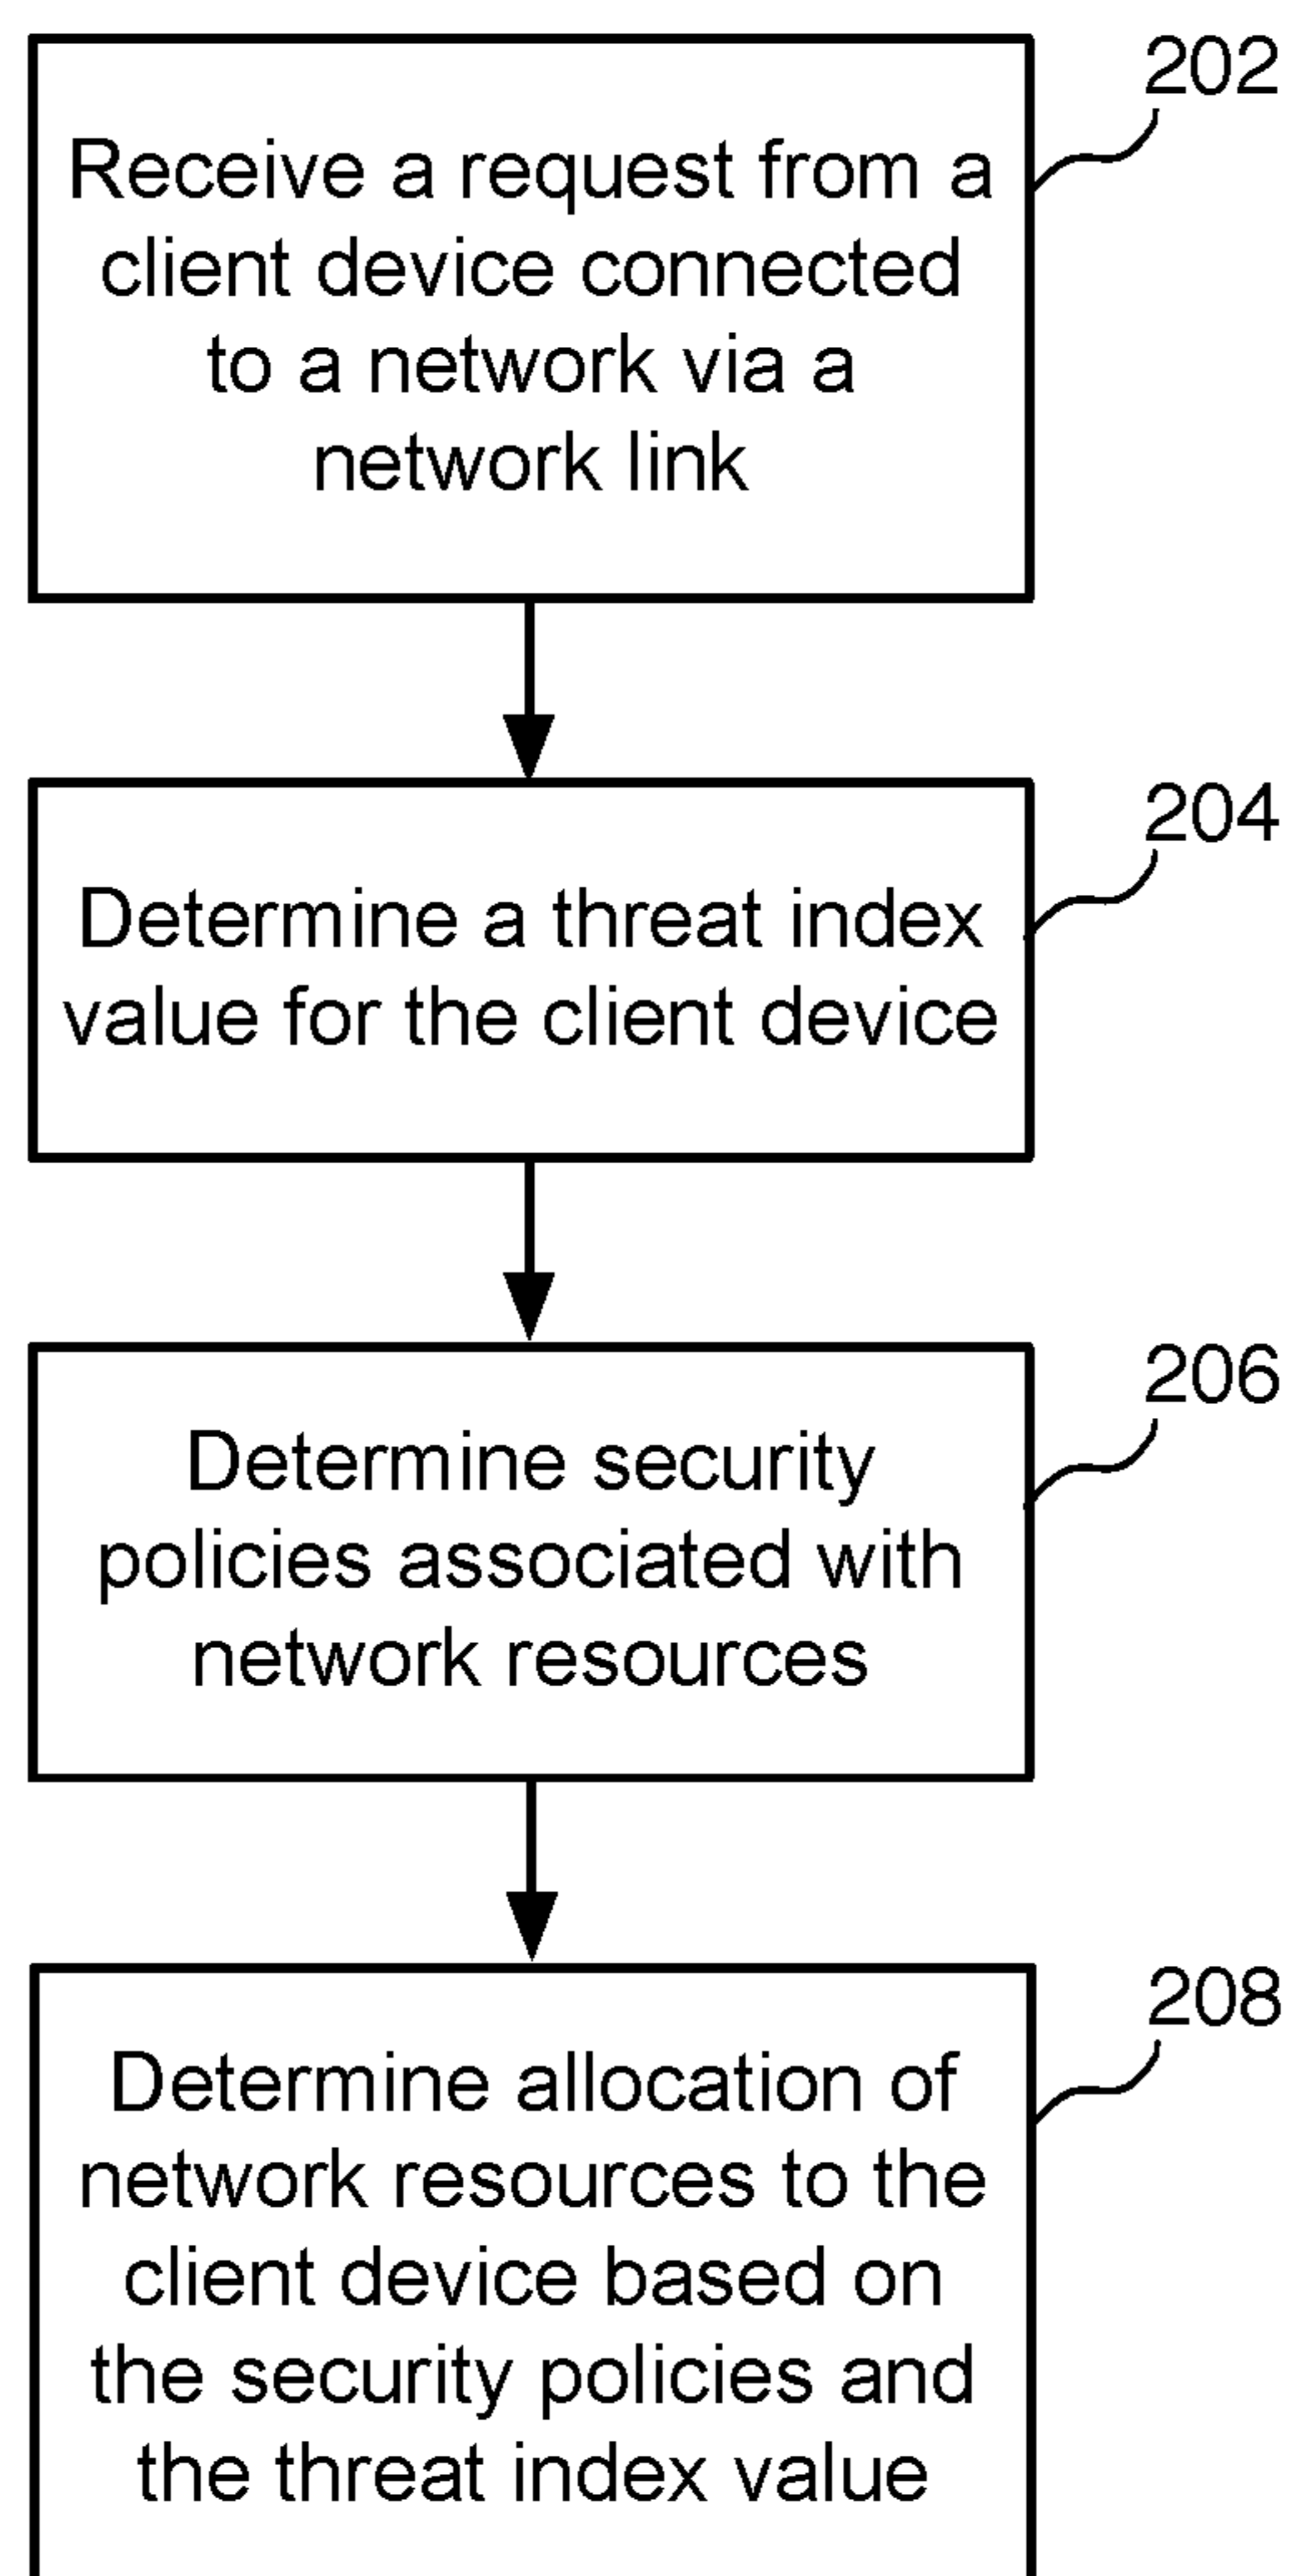 202
Receive a request from a
client device connected
to a network via a
network link
204
Determine a threat index
value for the client device
206
Determine security
policies associated with
network resources
208
Determine allocation of
network resources to the
client device based on
the security policies and
the threat index value